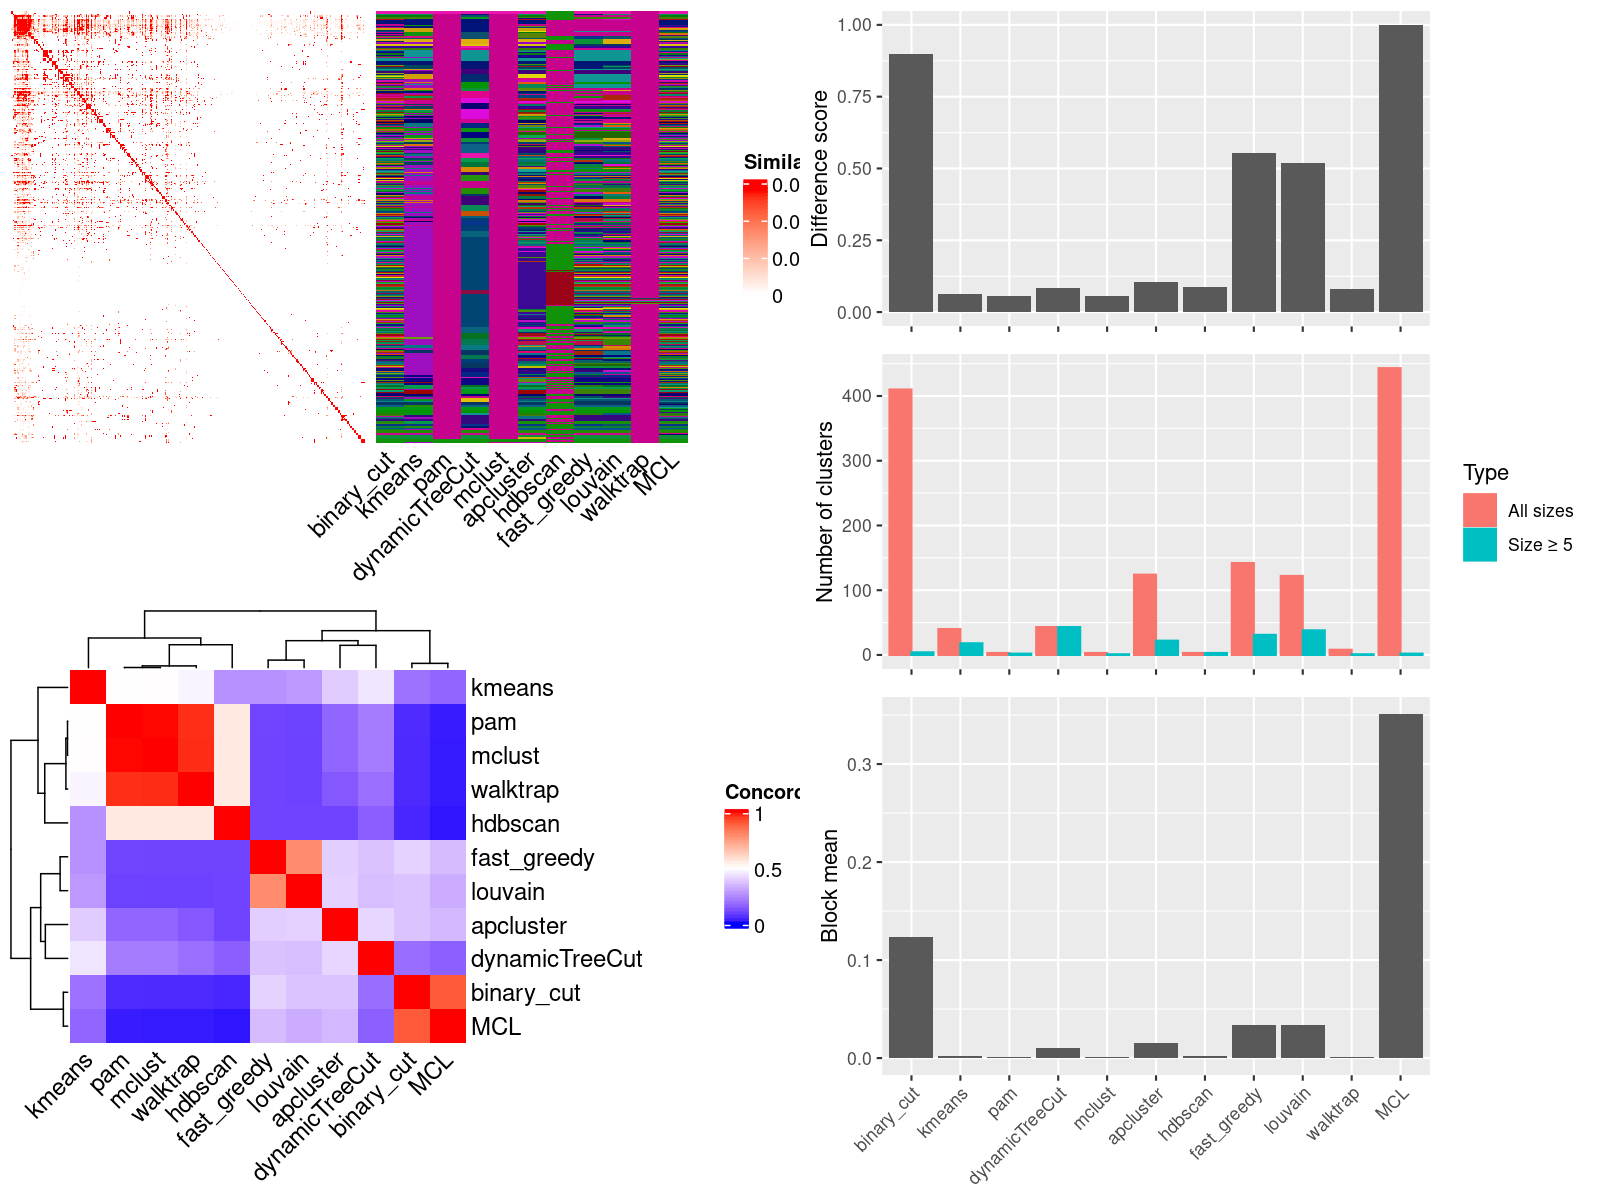 Simila
0.0
0.0
0.0
0
binary_cut
kmeans
pam
dynamicTreeCut
mclust
apcluster
hdbscan
fast_greedy
louvain
walktrap
MCL
kmeans
pam
mclust
walktrap
hdbscan
fast_greedy
louvain
apcluster
dynamicTreeCut
binary_cut
MCL
kmeans
pam
mclust
walktrap
hdbscan
fast_greedy
louvain
apcluster
dynamicTreeCut
binary_cut
MCL
Concord
1
0.5
0
Difference score
1.00
0.75
0.50
0.25
0.00
Number of clusters
400
300
200
100
0
Type
All sizes
Size ≥ 5
Block mean
0.3
0.2
0.1
0.0
binary_cut
kmeans
pam
dynamicTreeCut
mclust
apcluster
hdbscan
fast_greedy
louvain
walktrap
MCL